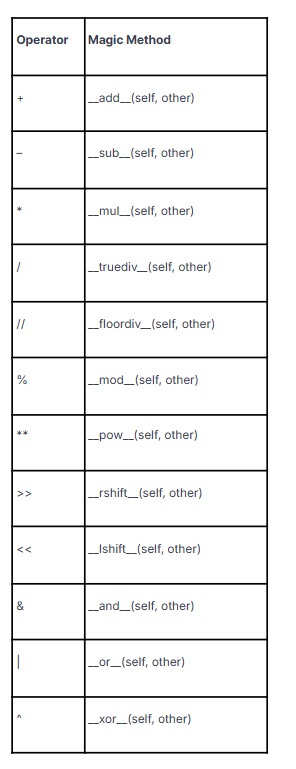 Operator Magic Method
+ __add__(self, other)
– __sub__(self, other)
* __mul__(self, other)
/ __truediv__(self, other)
// __floordiv__(self, other)
% __mod__(self, other)
** __pow__(self, other)
>> __rshift__(self, other)
<< __lshift__(self, other)
& __and__(self, other)
| __or__(self, other)
^ __xor__(self, other)